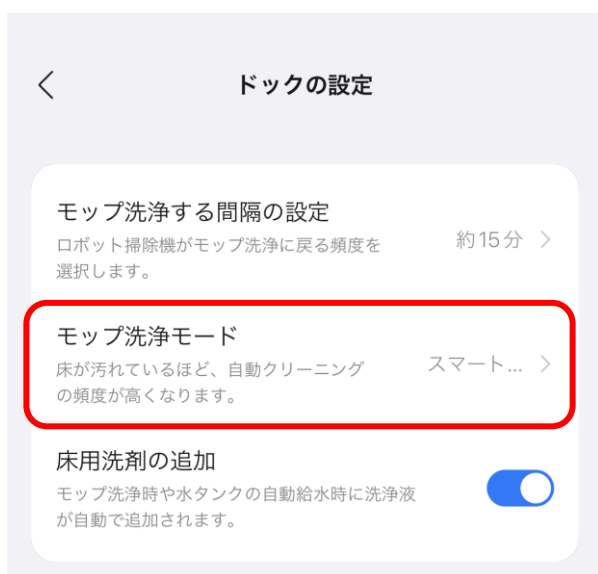 ドックの設定
モップ洗浄する間隔の設定
ロボット掃除機がモップ洗浄に戻る頻度を
選択します。
約15分
モップ洗浄モード
床が汚れているほど、自動クリーニング
の頻度が高くなります。
スマート...
床用洗剤の追加
モップ洗浄時や水タンクの自動給水時に洗浄液
が自動で追加されます。